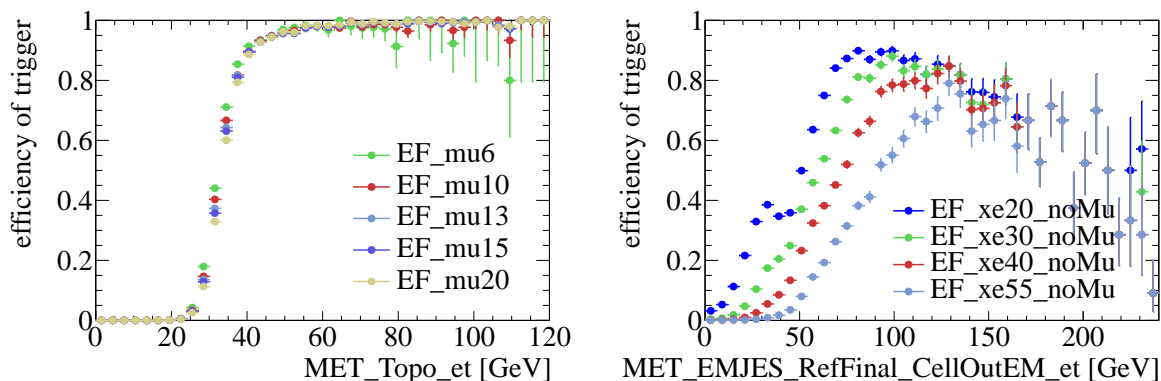 efficiency of trigger
1
0.8
0.6
0.4
0.2
0
EF_mu6
EF_mu10
EF_mu13
EF_mu15
EF_mu20
0 20 40 60 80 100 120
MET_Topo_et [GeV]
efficiency of trigger
1
0.8
0.6
0.4
0.2
0
EF_xe20_noMu
EF_xe30_noMu
EF_xe40_noMu
EF_xe55_noMu
0 50 100 150 200
MET_EMJES_RefFinal_CellOutEM_et [GeV]